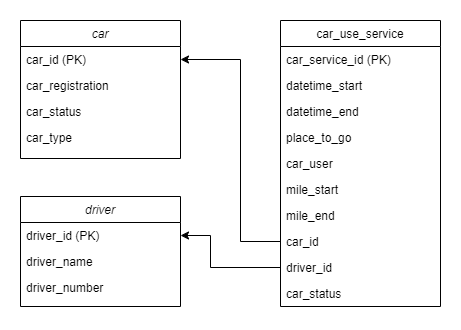 car
car_id (PK)
car_registration
car_status
car_type
driver
driver_id (PK)
driver_name
driver_number
car_use_service
car_service_id (PK)
datetime_start
datetime_end
place_to_go
car_user
mile_start
mile_end
car_id
driver_id
car_status